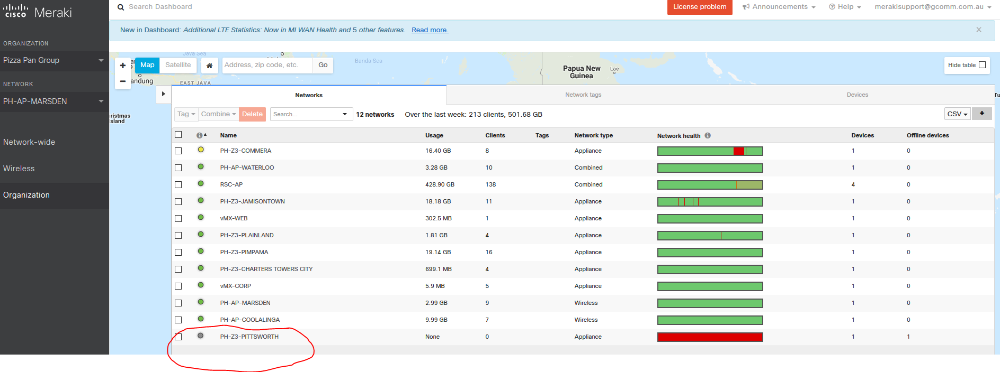 CISCO Meraki
Search Dashboard
License problem
Announcements
Help
merakisupport@gcomm.com.au
New in Dashboard: Additional LTE Statistics: Now in MI WAN Health and 5 other features. Read more.
ORGANIZATION
Pizza Pan Group
NETWORK
PH-AP-MARSDEN
Network-wide
Wireless
Organization
Java Sea
Banda Sea
Papua New
Guinea
Lae
andung
EAST JAVA
ristmas
sland
Tu
+
−
Map
Satellite
Address, zip code, etc.
Go
Hide table
Networks
Network tags
Devices
Tag
Combine
Delete
Search...
12 networks
Over the last week: 213 clients, 501.68 GB
CSV
+
Name Usage Clients Tags Network type Network health Devices Offline devices
PH-Z3-COMMERA 16.40 GB 8 Appliance 1 0
PH-AP-WATERLOO 3.28 GB 10 Combined 1 0
RSC-AP 428.90 GB 138 Combined 4 0
PH-Z3-JAMISONTOWN 18.18 GB 11 Appliance 1 0
vMX-WEB 302.5 MB 1 Appliance 1 0
PH-Z3-PLAINLAND 1.81 GB 4 Appliance 1 0
PH-Z3-PIMPAMA 19.14 GB 16 Appliance 1 0
PH-Z3-CHARTERS TOWERS CITY 699.1 MB 4 Appliance 1 0
vMX-CORP 5.9 MB 5 Appliance 1 0
PH-AP-MARSDEN 2.99 GB 9 Wireless 1 0
PH-AP-COOLALINGA 9.99 GB 7 Wireless 1 0
PH-Z3-PITTSWORTH None 0 Appliance 1 1